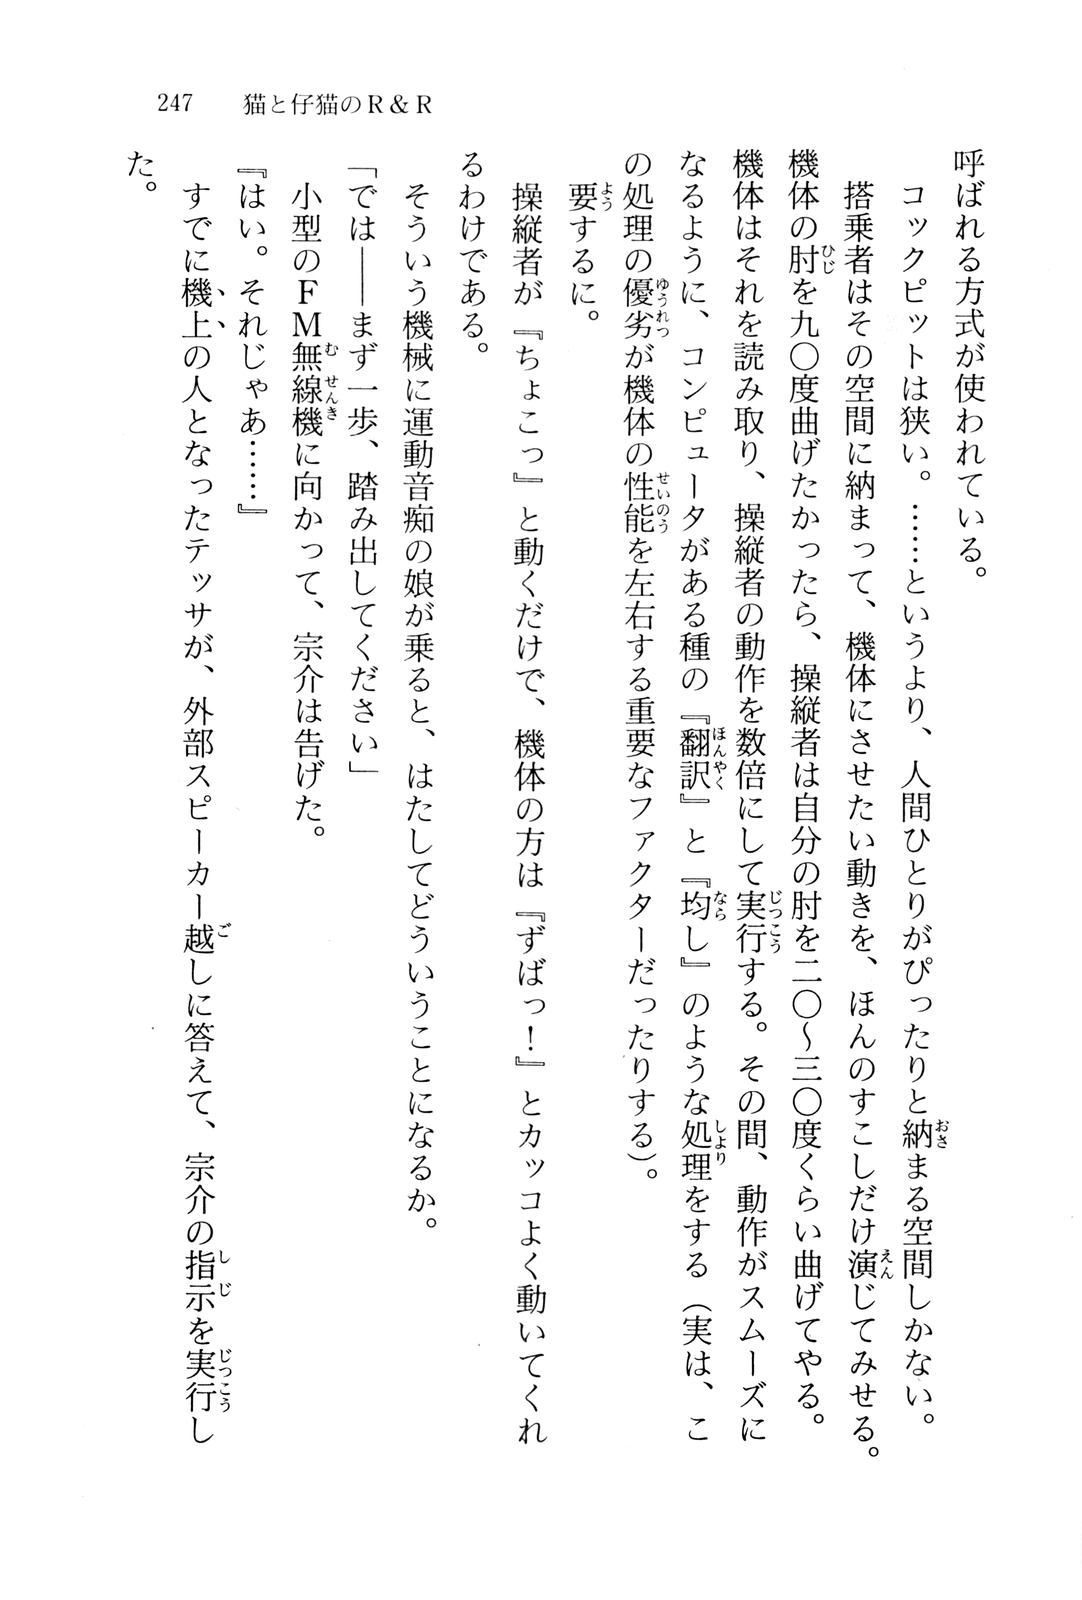 247　猫と仔猫のR＆R
呼ばれる方式が使われている。
　コックピットは狭い。……というより、人間ひとりがぴったりと納まる空間しかない。
　搭乗者はその空間に納まって、機体にさせたい動きを、ほんのすこしだけ演じてみせる。
機体の肘を九〇度曲げたかったら、操縦者は自分の肘を二〇～三〇度くらい曲げてやる。
機体はそれを読み取り、操縦者の動作を数倍にして実行する。その間、動作がスムーズに
なるように、コンピュータがある種の『翻訳』と『均し』のような処理をする（実は、こ
の処理の優劣が機体の性能を左右する重要なファクターだったりする）。
　要するに。
　操縦者が『ちょこっ』と動くだけで、機体の方は『ずばっ！』とカッコよく動いてくれ
るわけである。
　そういう機械に運動音痴の娘が乗ると、はたしてどういうことになるか。
「では――まず一歩、踏み出してください」
　小型のFM無線機に向かって、宗介は告げた。
『はい。それじゃあ……』
　すでに機上の人となったテッサが、外部スピーカー越しに答えて、宗介の指示を実行し
た。